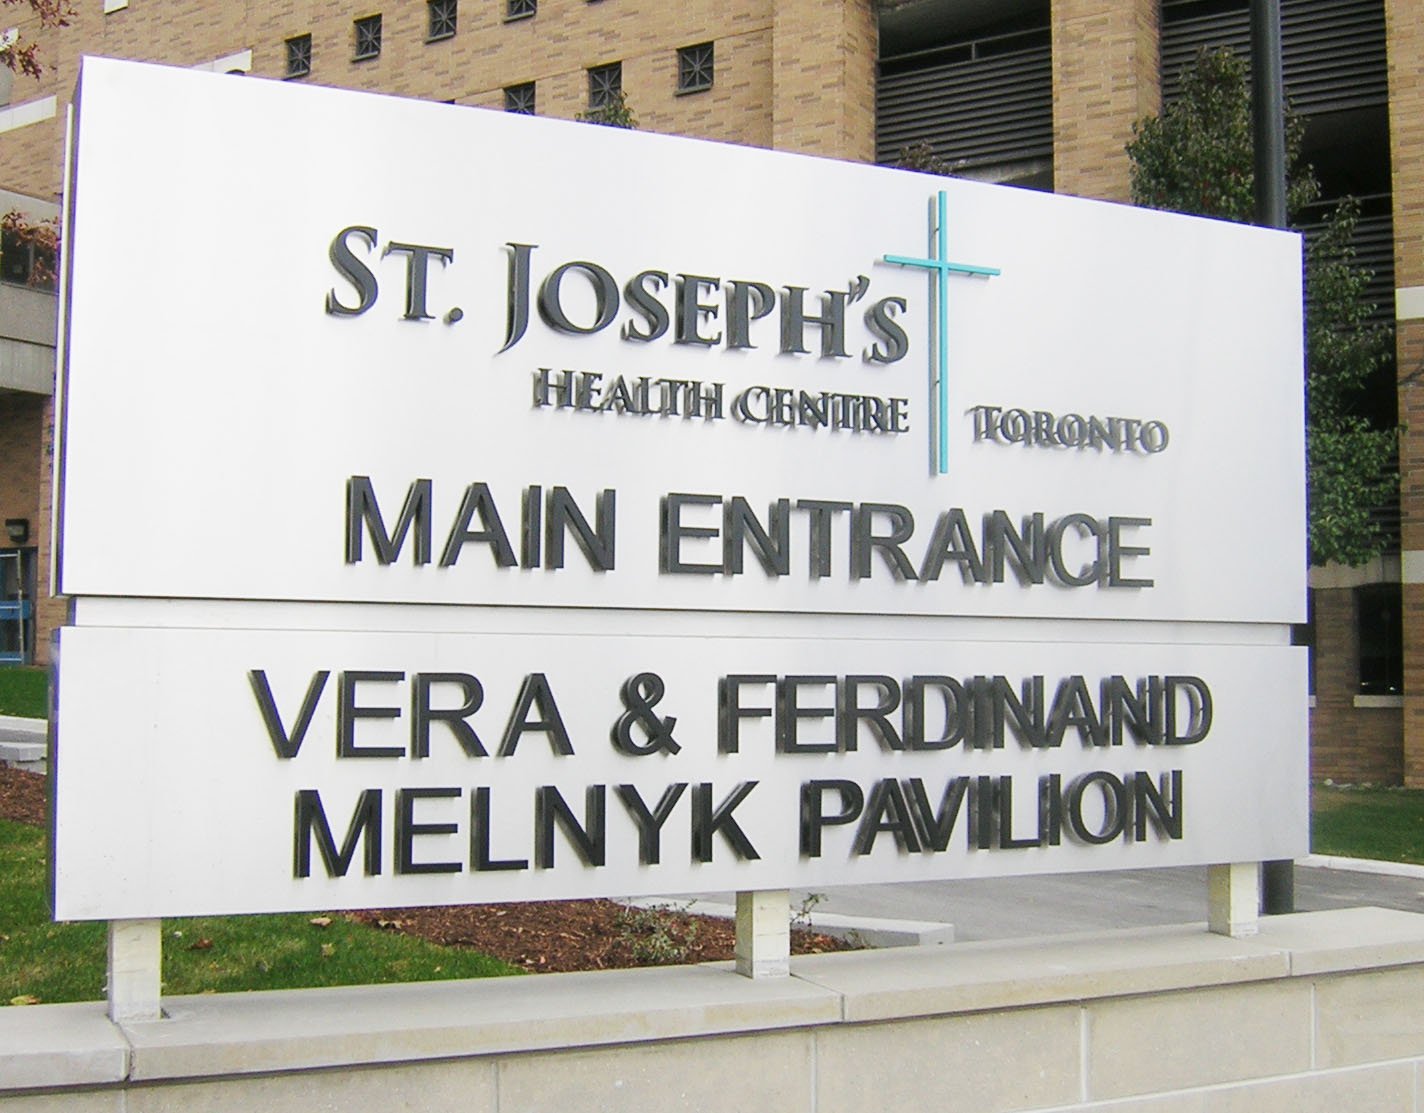 ST. JOSEPH'S
HEALTH CENTRE TORONTO
MAIN ENTRANCE
VERA & FERDINAND
MELNYK PAVILION